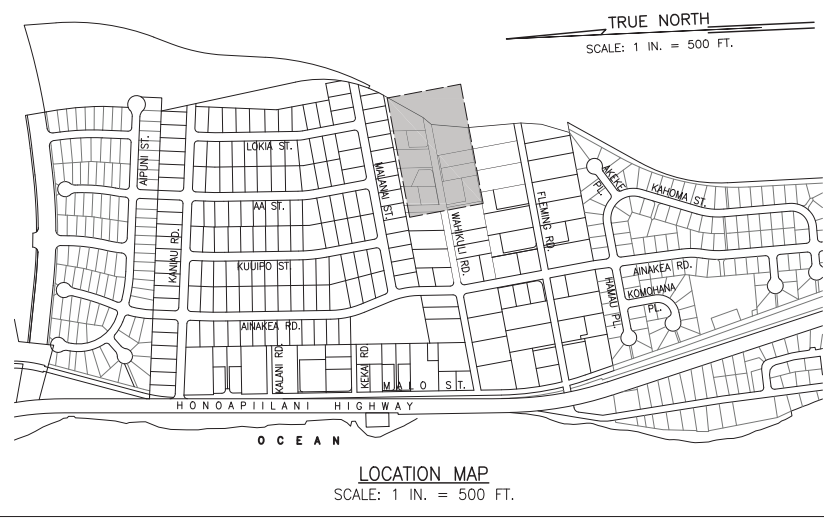 TRUE NORTH
SCALE: 1 IN. = 500 FT.
AIPUNI ST.
LOKIA ST.
MALANAI ST.
AKEKE PL.
KAHOMA ST.
AA ST.
WAHIKULI RD.
FLEMING RD.
KANIAU RD.
KUUIPO ST.
AINAKEA RD.
HAMAU PL.
KOMOHANA
PL.
AINAKEA RD.
KALANI RD.
KEKAI RD.
MALO ST.
HONOAPIILANI HIGHWAY
OCEAN
LOCATION MAP
SCALE: 1 IN. = 500 FT.